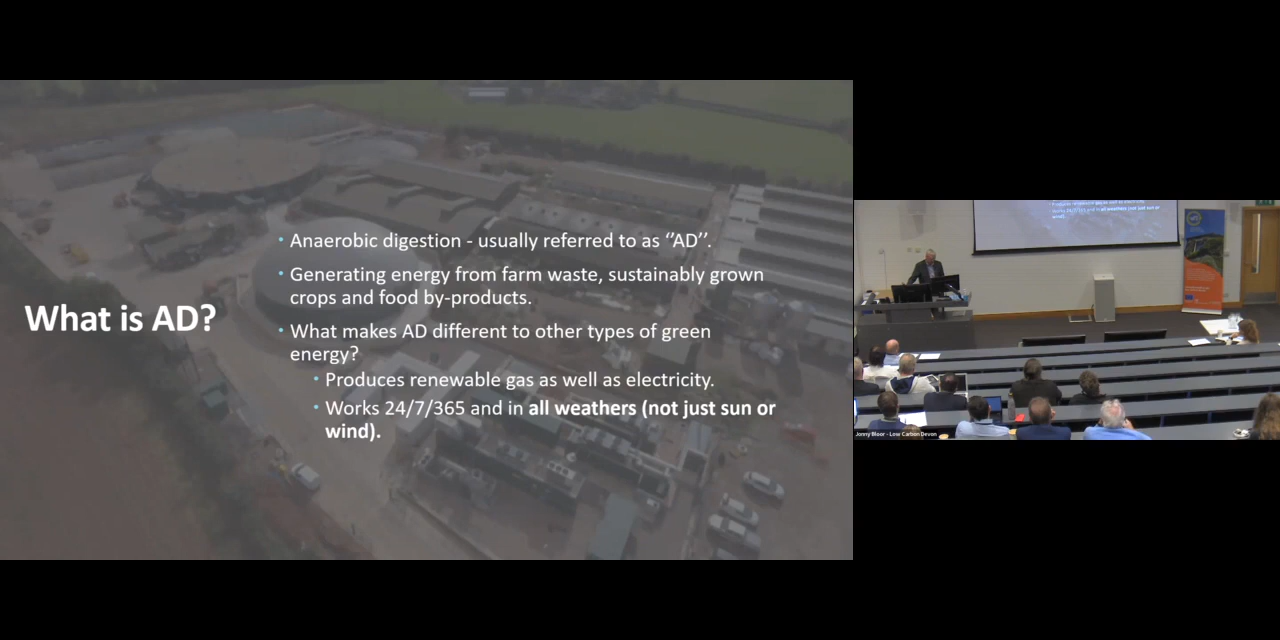 What is AD?
• Anaerobic digestion - usually referred to as ‘’AD’’.
• Generating energy from farm waste, sustainably grown
crops and food by-products.
• What makes AD different to other types of green
energy?
• Produces renewable gas as well as electricity.
• Works 24/7/365 and in all weathers (not just sun or
wind).
Jonny Bloor - Low Carbon Devon